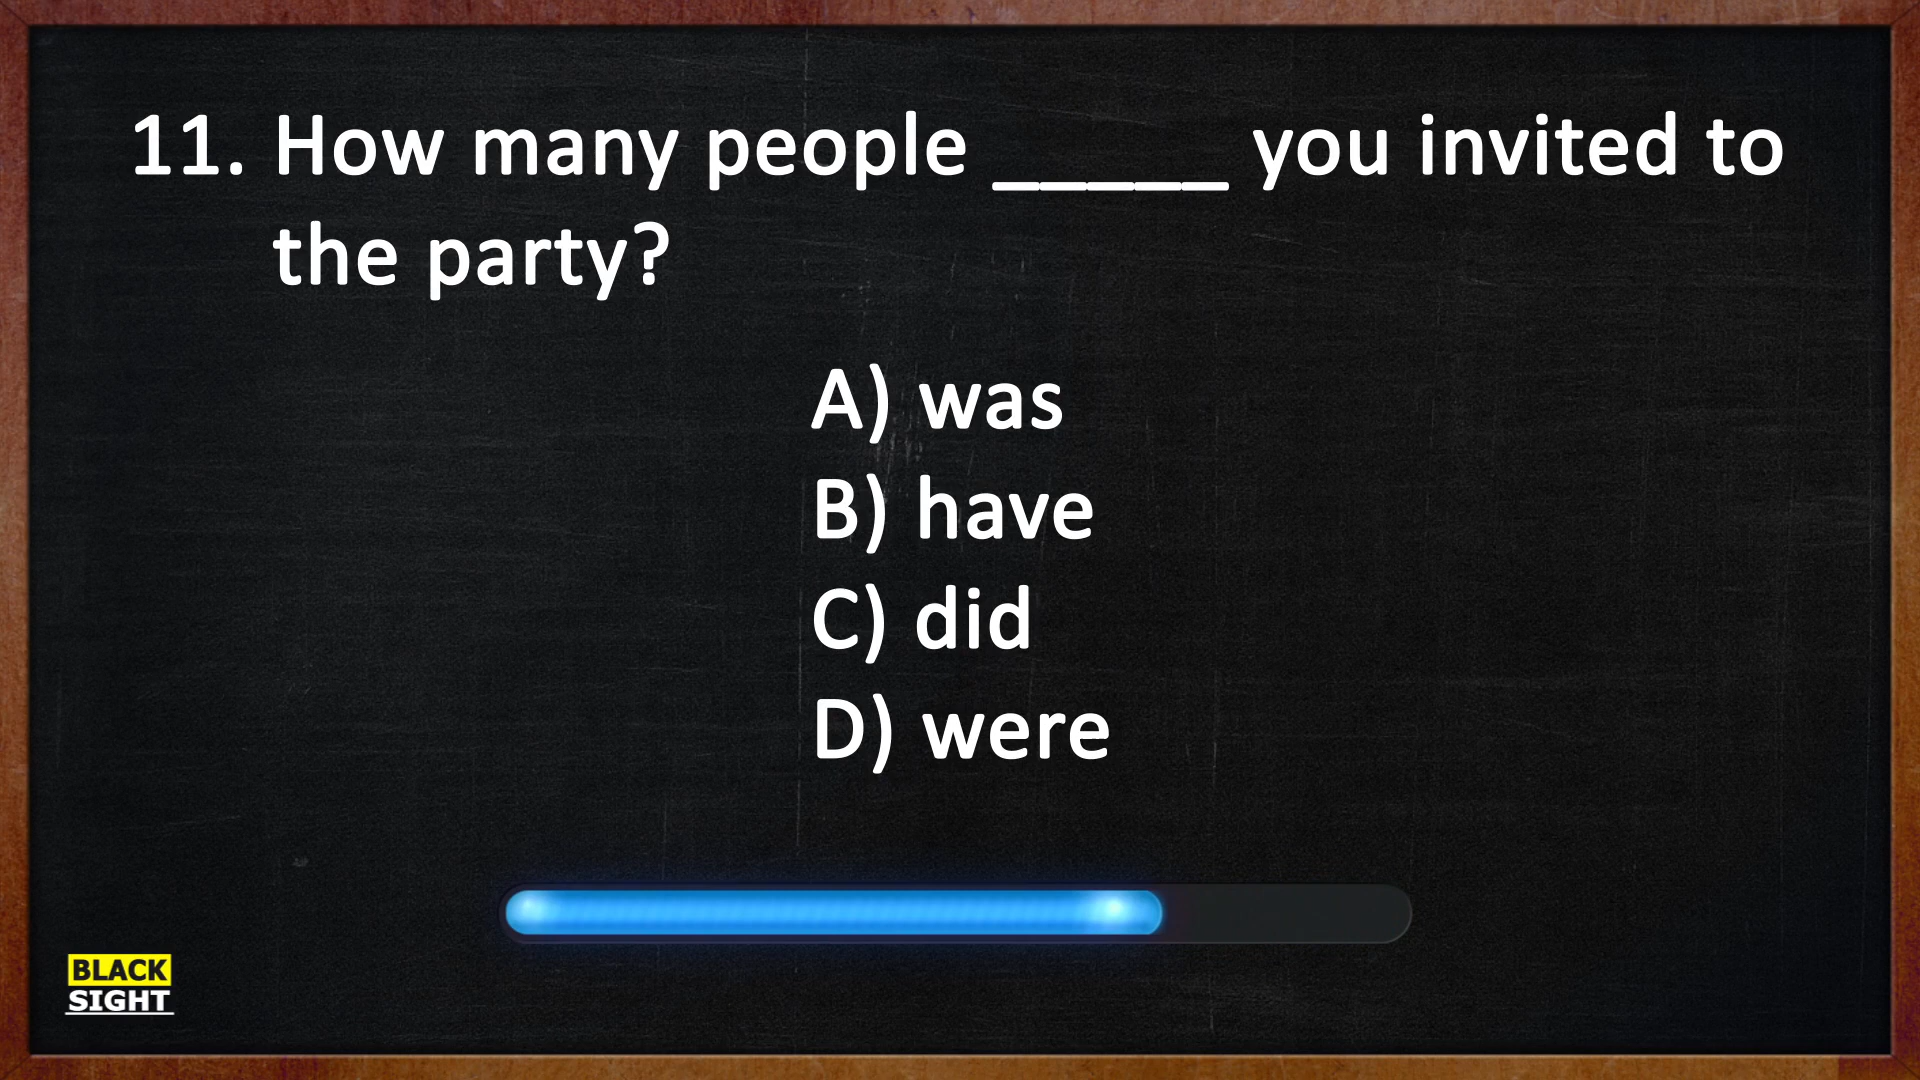 11. How many people _____ you invited to
the party?
A) was
B) have
C) did
D) were
BLACK
SIGHT